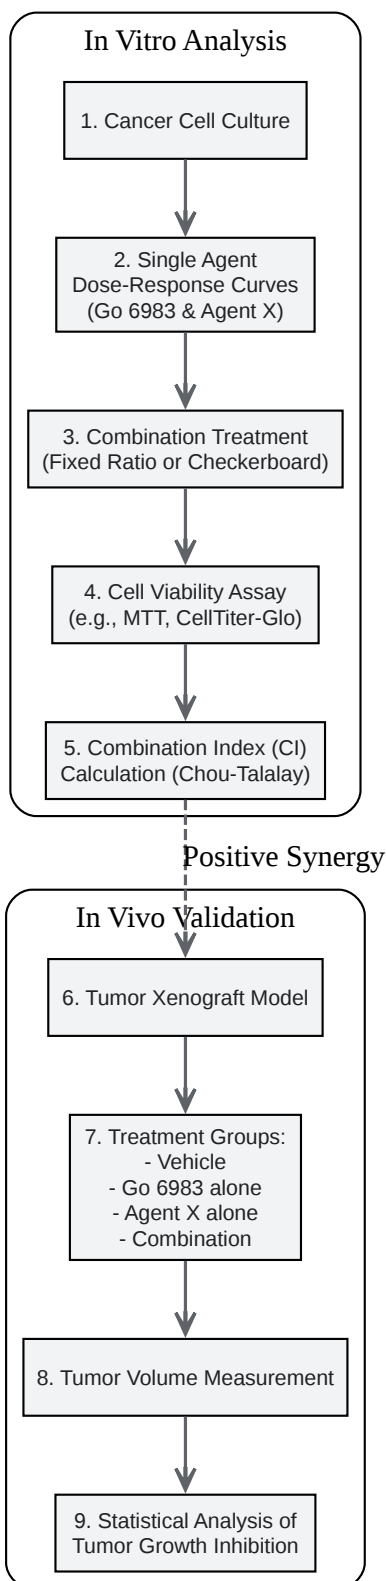 In Vitro Analysis
1. Cancer Cell Culture
2. Single Agent
Dose-Response Curves
(Go 6983 & Agent X)
3. Combination Treatment
(Fixed Ratio or Checkerboard)
4. Cell Viability Assay
(e.g., MTT, CellTiter-Glo)
5. Combination Index (CI)
Calculation (Chou-Talalay)
Positive Synergy
In Vivo Validation
6. Tumor Xenograft Model
7. Treatment Groups:
- Vehicle
- Go 6983 alone
- Agent X alone
- Combination
8. Tumor Volume Measurement
9. Statistical Analysis of
Tumor Growth Inhibition